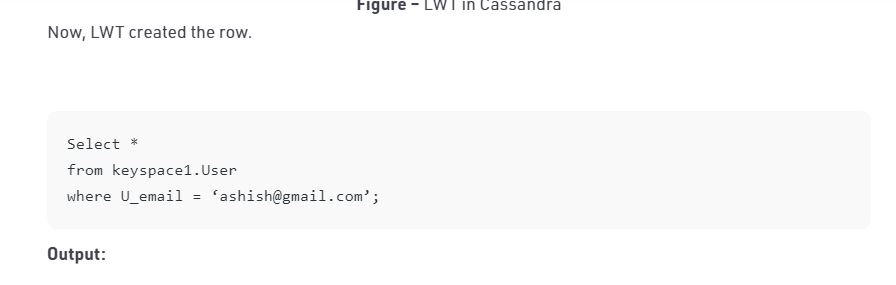 Figure – LWT in Cassandra
Now, LWT created the row.
Select *
from keyspace1.User
where U_email = ‘ashish@gmail.com’;
Output: